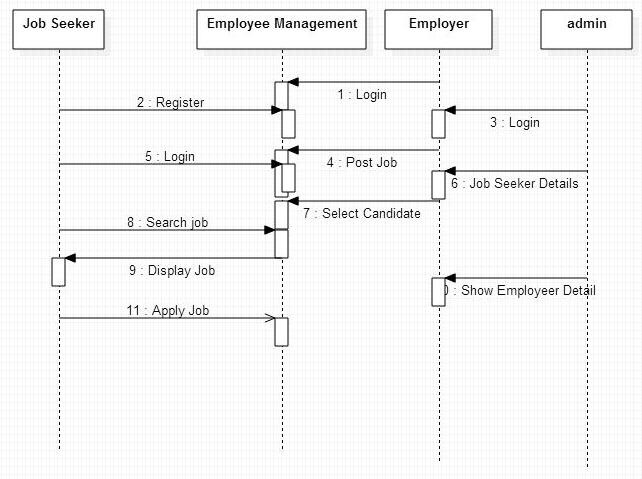 Job Seeker
Employee Management
Employer
admin
1 : Login
2 : Register
3 : Login
5 : Login
4 : Post Job
6 : Job Seeker Details
7 : Select Candidate
8 : Search job
9 : Display Job
0 : Show Employeer Detail
11 : Apply Job